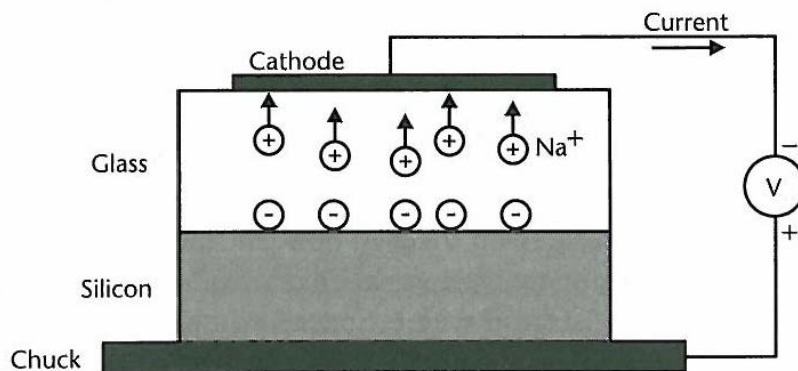 Current
Cathode
+ + + + + Na⁺
Glass
−
V
+
- - - - -
Silicon
Chuck